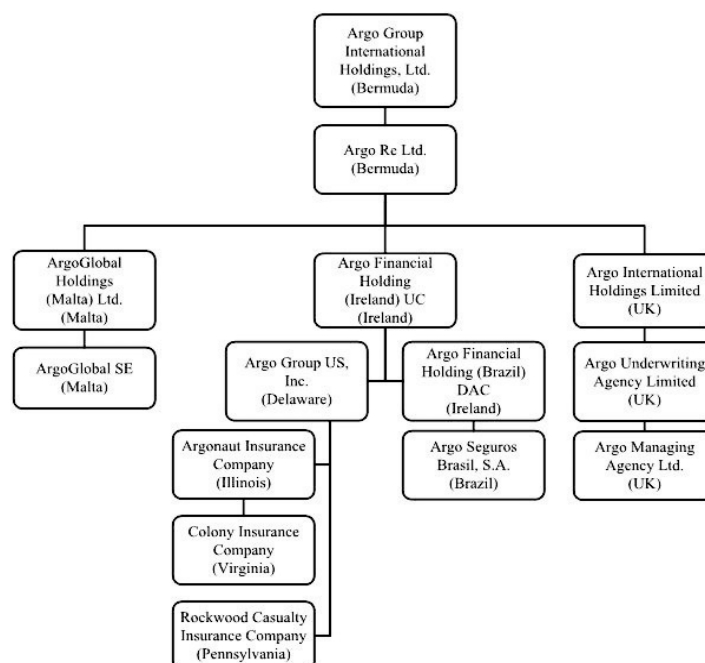 Argo Group
International
Holdings, Ltd.
(Bermuda)
Argo Re Ltd.
(Bermuda)
ArgoGlobal
Holdings
(Malta) Ltd.
(Malta)
Argo Financial
Holding
(Ireland) UC
(Ireland)
Argo International
Holdings Limited
(UK)
ArgoGlobal SE
(Malta)
Argo Group US,
Inc.
(Delaware)
Argo Financial
Holding (Brazil)
DAC
(Ireland)
Argo Underwriting
Agency Limited
(UK)
Argonaut Insurance
Company
(Illinois)
Argo Seguros
Brasil, S.A.
(Brazil)
Argo Managing
Agency Ltd.
(UK)
Colony Insurance
Company
(Virginia)
Rockwood Casualty
Insurance Company
(Pennsylvania)